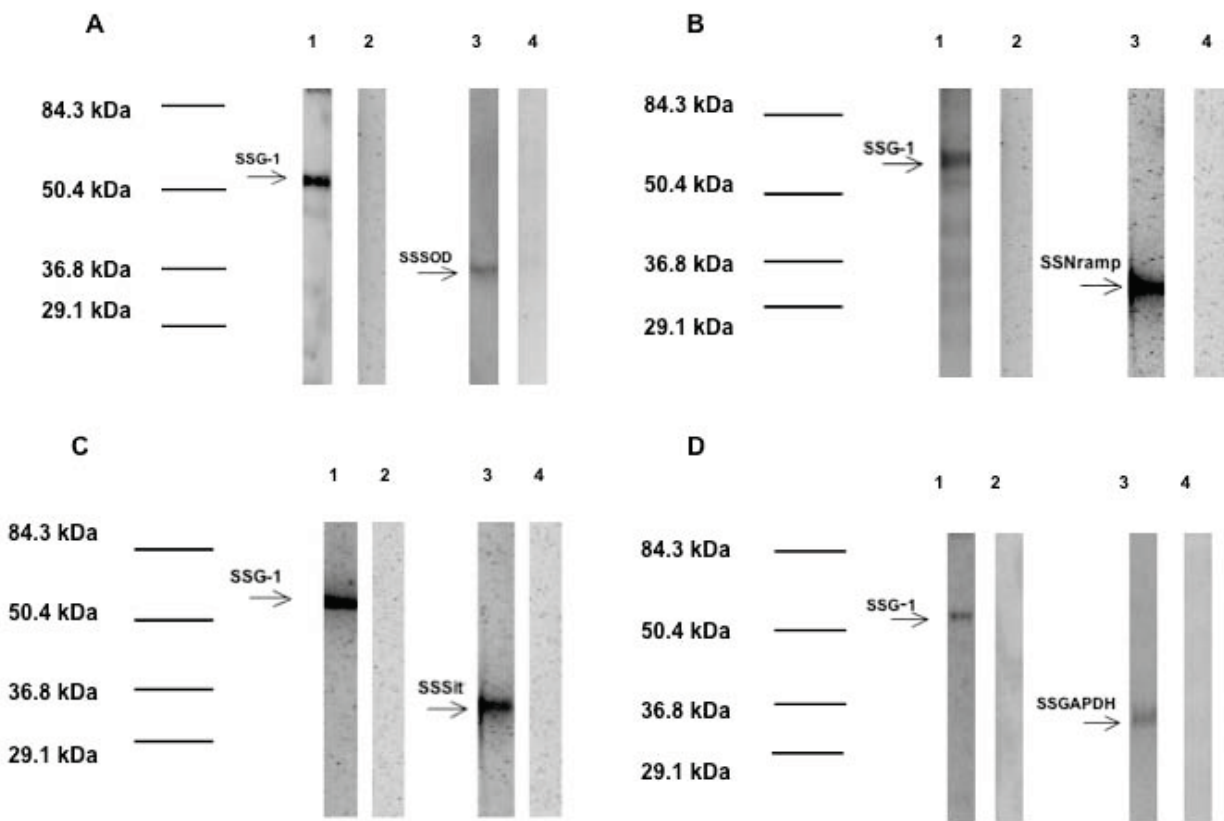 A
1 2 3 4
84.3 kDa
SSG-1
50.4 kDa
SSSOD
36.8 kDa
29.1 kDa
B
1 2 3 4
84.3 kDa
SSG-1
50.4 kDa
SSNramp
36.8 kDa
29.1 kDa
C
1 2 3 4
84.3 kDa
SSG-1
50.4 kDa
SSSit
36.8 kDa
29.1 kDa
D
1 2 3 4
84.3 kDa
SSG-1
50.4 kDa
SSGAPDH
36.8 kDa
29.1 kDa